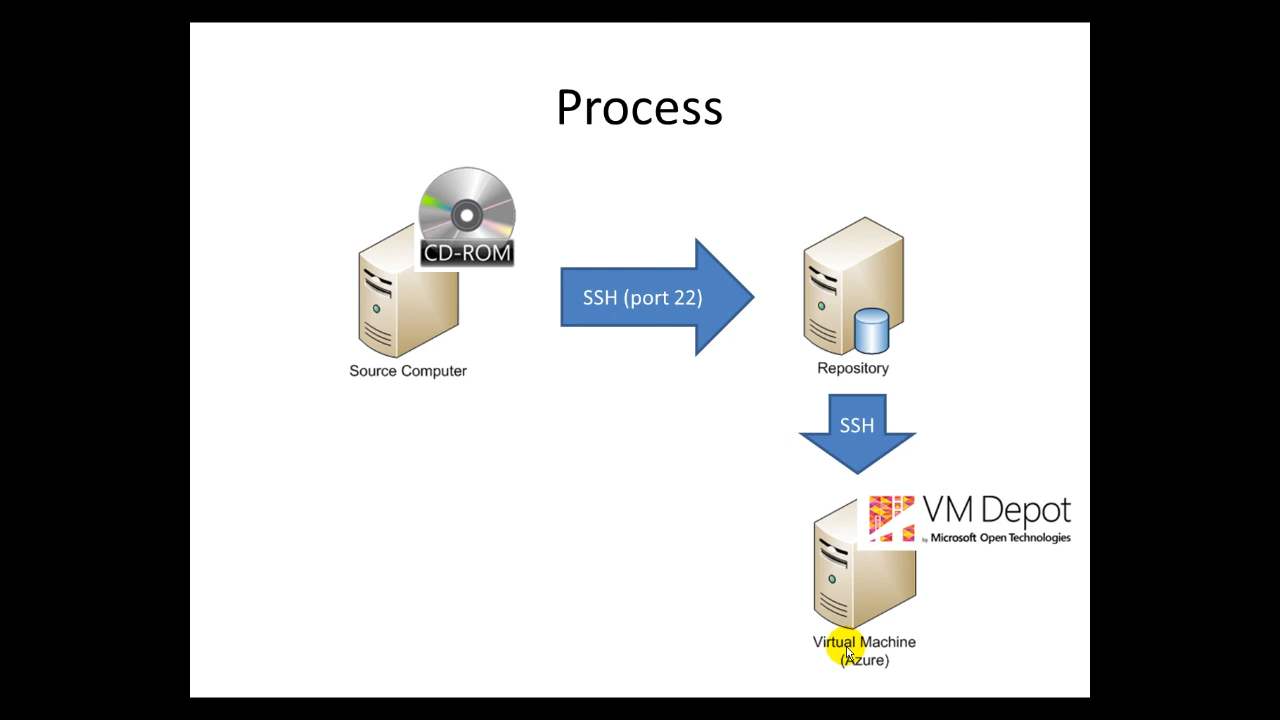 Process
CD-ROM
SSH (port 22)
Source Computer
Repository
SSH
VM Depot
by Microsoft Open Technologies
Virtual Machine
(Azure)